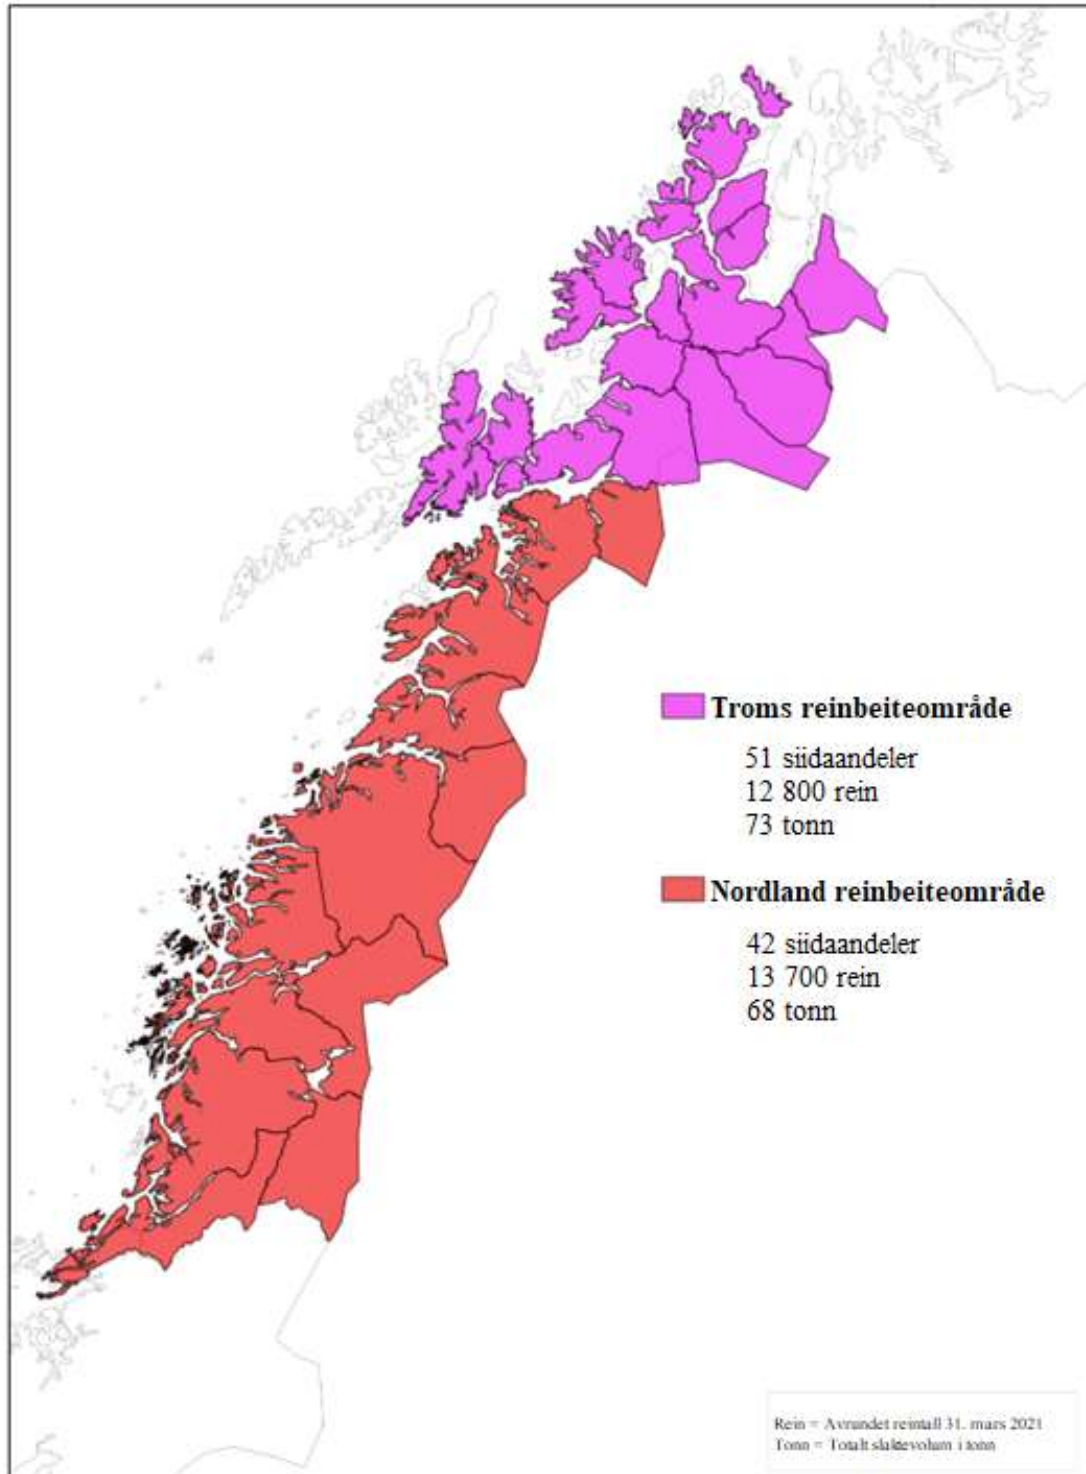 Troms reinbeiteområde
51 siidaandeler
12 800 rein
73 tonn
Nordland reinbeiteområde
42 siidaandeler
13 700 rein
68 tonn
Rein = Avrundet reintall 31. mars 2021
Tonn = Totalt slaktevolum i tonn